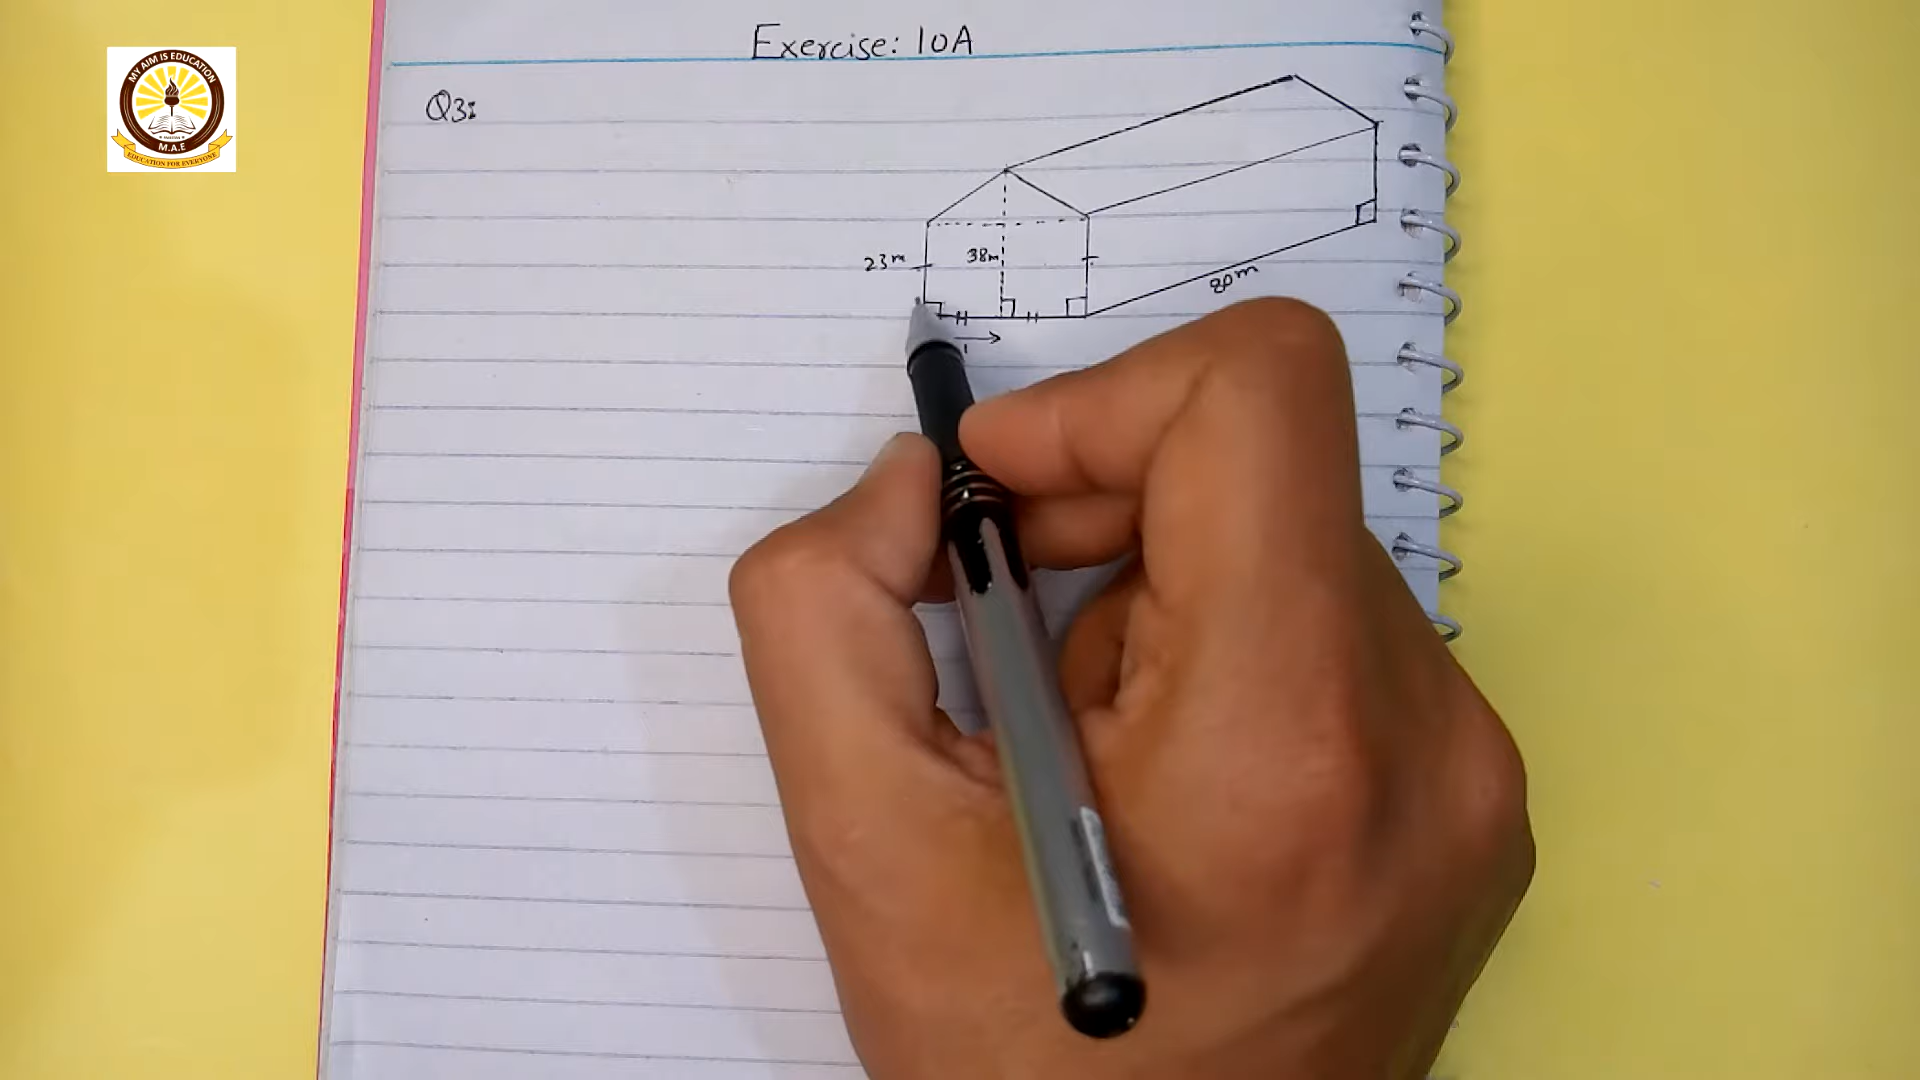 MY AIM IS EDUCATION
M.A.E
EDUCATION FOR EVERYONE
Exercise: 10A
Q3:
23m
38m
80m